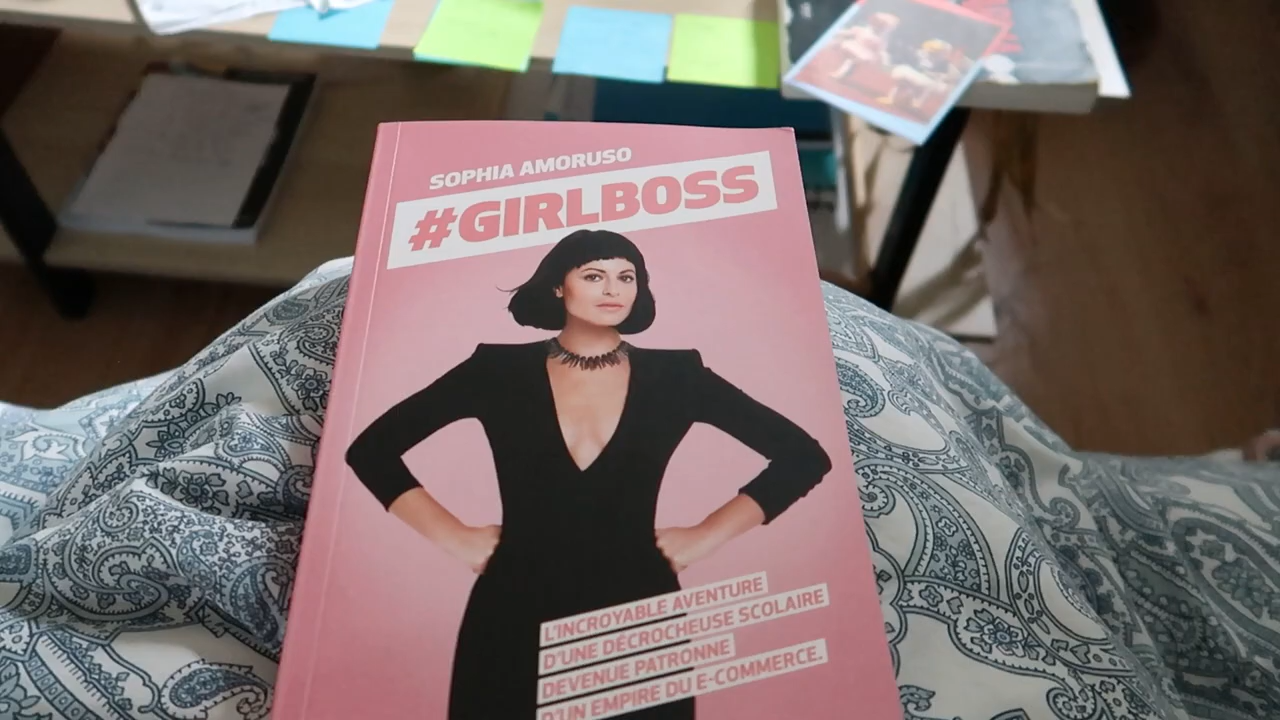 SOPHIA AMORUSO
#GIRLBOSS
L'INCROYABLE AVENTURE
D'UNE DÉCROCHEUSE SCOLAIRE
DEVENUE PATRONNE
D'UN EMPIRE DU E-COMMERCE.